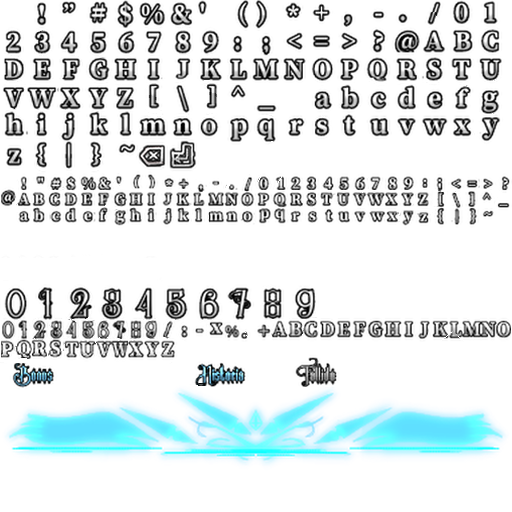 ! " # $ % & ' ( ) * + , - . / 0 1
2 3 4 5 6 7 8 9 : ; < = > ? @ A B C
D E F G H I J K L M N O P Q R S T U
V W X Y Z [ \ ] ^ _ a b c d e f g
h i j k l m n o p q r s t u v w x y
z { | } ~
! " # $ % & ' ( ) * + , - . / 0 1 2 3 4 5 6 7 8 9 : ; < = > ?
@ A B C D E F G H I J K L M N O P Q R S T U V W X Y Z [ \ ] ^ _
a b c d e f g h i j k l m n o p q r s t u v w x y z { | } ~
0 1 2 3 4 5 6 7 8 9
0 1 2 3 4 5 6 7 8 9 / : - x % . + A B C D E F G H I J K L M N O
P Q R S T U V W X Y Z
Historia